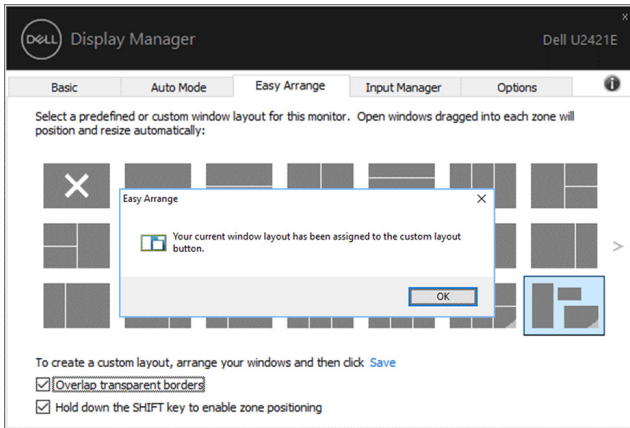 DELL Display Manager
Dell U2421E
x
Basic
Auto Mode
Easy Arrange
Input Manager
Options
i
Select a predefined or custom window layout for this monitor. Open windows dragged into each zone will
position and resize automatically:
Easy Arrange
Your current window layout has been assigned to the custom layout
button.
OK
To create a custom layout, arrange your windows and then click Save
Overlap transparent borders
Hold down the SHIFT key to enable zone positioning